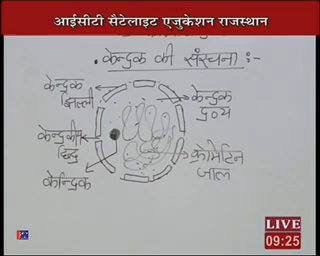 आईसीटी सैटेलाइट एजुकेशन राजस्थान
केन्द्रक की संरचना :-
केन्द्रक झिल्ली
केन्द्रक द्रव्य
केन्द्रकी छिद्र
केन्द्रिक
क्रोमेटिन जाल
LIVE
09:25